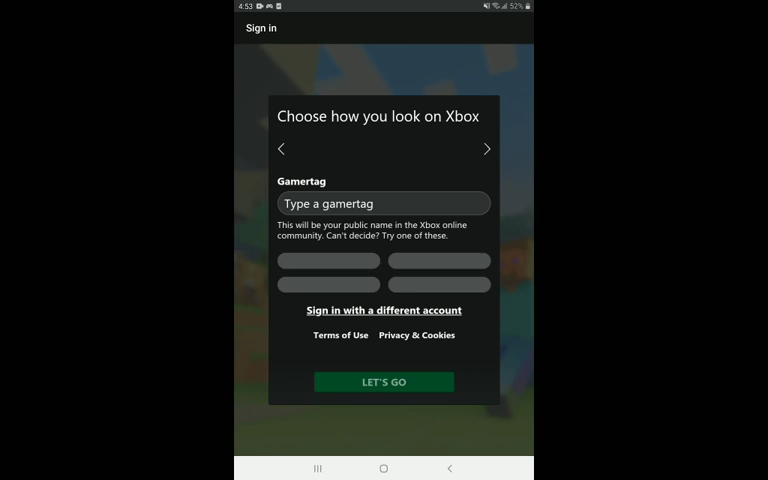 4:53
52%
Sign in
Choose how you look on Xbox
Gamertag
Type a gamertag
This will be your public name in the Xbox online
community. Can't decide? Try one of these.
Sign in with a different account
Terms of Use Privacy & Cookies
LET'S GO